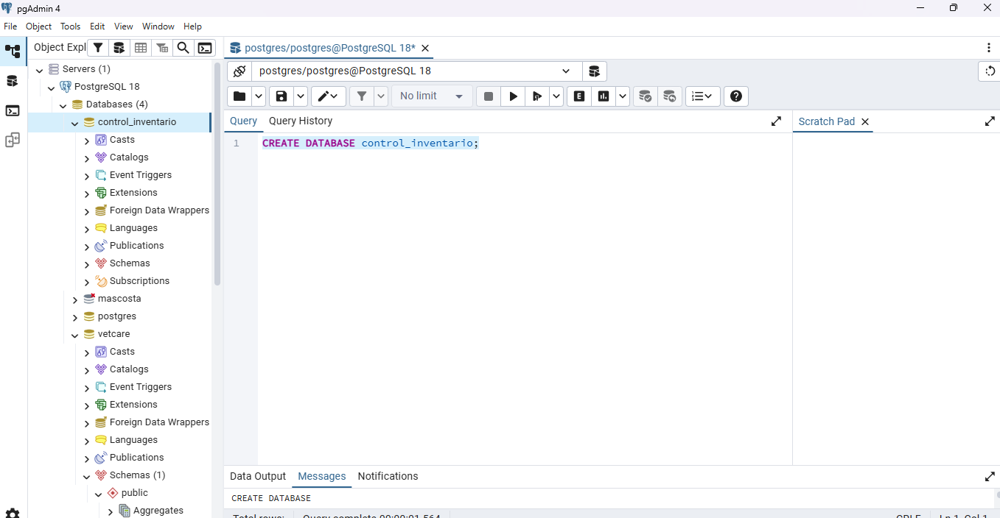 pgAdmin 4
File Object Tools Edit View Window Help
Object Expl
postgres/postgres@PostgreSQL 18*
postgres/postgres@PostgreSQL 18
No limit
E
Query Query History
Scratch Pad
1 CREATE DATABASE control_inventario;
Servers (1)
PostgreSQL 18
Databases (4)
control_inventario
Casts
Catalogs
Event Triggers
Extensions
Foreign Data Wrappers
Languages
Publications
Schemas
Subscriptions
mascosta
postgres
vetcare
Casts
Catalogs
Event Triggers
Extensions
Foreign Data Wrappers
Languages
Publications
Schemas (1)
public
Aggregates
Data Output Messages Notifications
CREATE DATABASE
Total rows: Query complete 00:00:01.564
CRLF Ln 1, Col 1